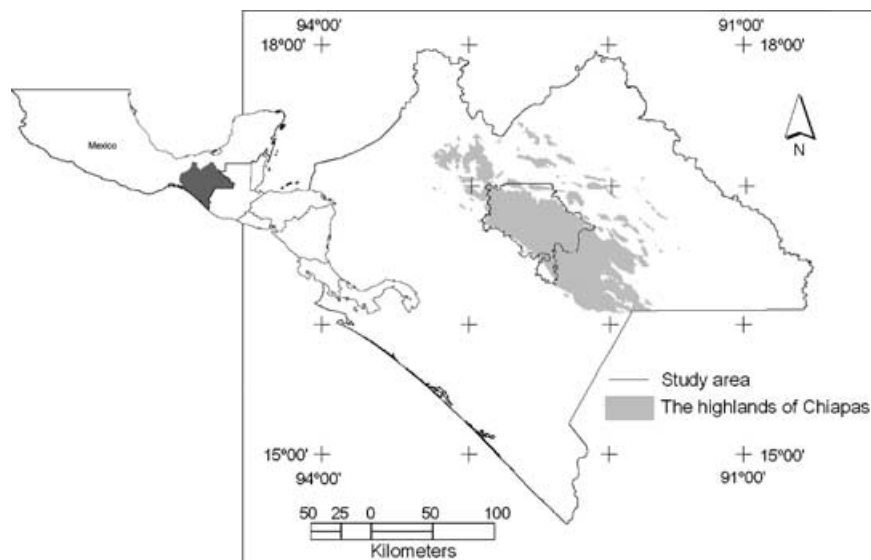 94°00' 91°00'
18°00' 18°00'
Mexico
N
Study area
The highlands of Chiapas
15°00' 15°00'
94°00' 91°00'
50 25 0 50 100
Kilometers